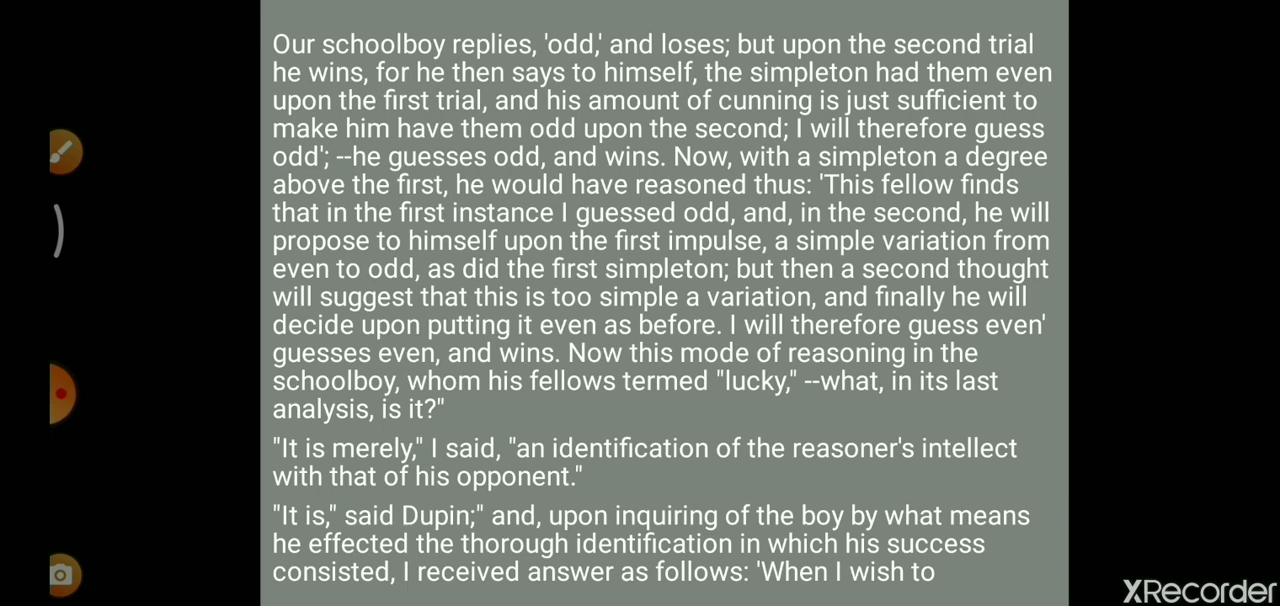 Our schoolboy replies, 'odd,' and loses; but upon the second trial
he wins, for he then says to himself, the simpleton had them even
upon the first trial, and his amount of cunning is just sufficient to
make him have them odd upon the second; I will therefore guess
odd'; --he guesses odd, and wins. Now, with a simpleton a degree
above the first, he would have reasoned thus: 'This fellow finds
that in the first instance I guessed odd, and, in the second, he will
propose to himself upon the first impulse, a simple variation from
even to odd, as did the first simpleton; but then a second thought
will suggest that this is too simple a variation, and finally he will
decide upon putting it even as before. I will therefore guess even'
guesses even, and wins. Now this mode of reasoning in the
schoolboy, whom his fellows termed "lucky," --what, in its last
analysis, is it?"
"It is merely," I said, "an identification of the reasoner's intellect
with that of his opponent."
"It is," said Dupin;" and, upon inquiring of the boy by what means
he effected the thorough identification in which his success
consisted, I received answer as follows: 'When I wish to
XRecorder